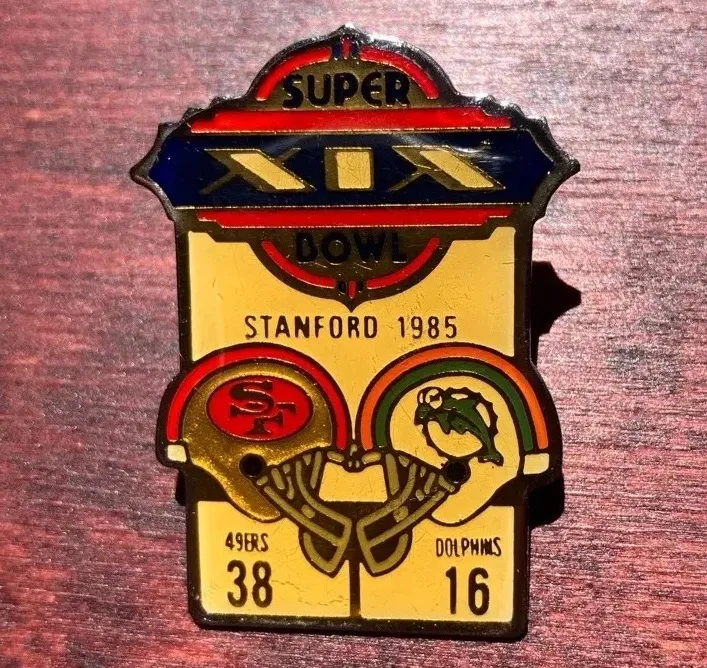 SUPER
XIX
BOWL
STANFORD 1985
SF
49ERS DOLPHINS
38 16